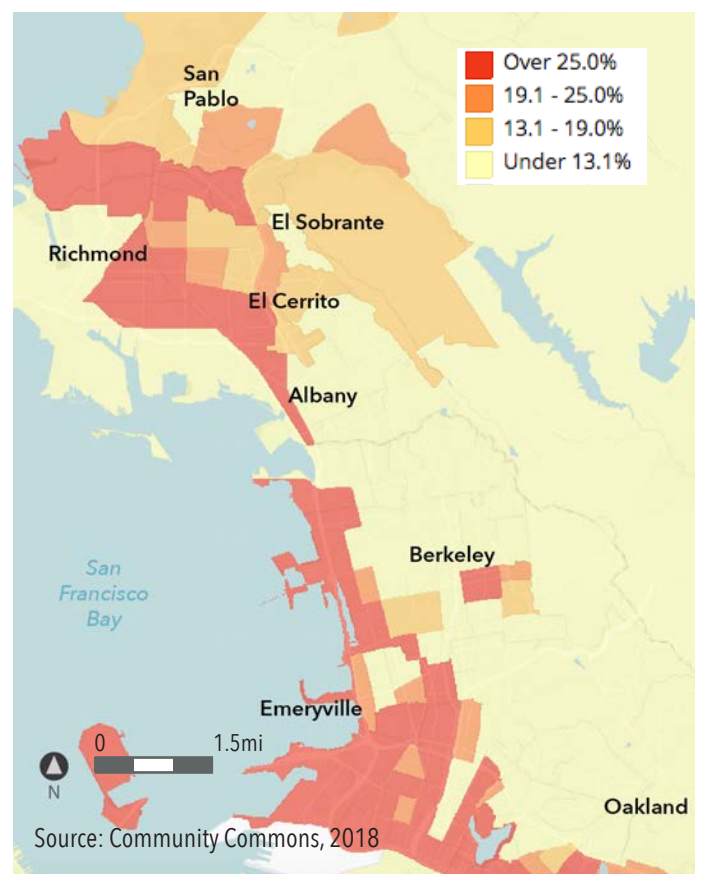 San
Pablo
Over 25.0%
19.1 - 25.0%
13.1 - 19.0%
Under 13.1%
El Sobrante
Richmond
El Cerrito
Albany
Berkeley
San
Francisco
Bay
Emeryville
0 1.5mi
N
Oakland
Source: Community Commons, 2018